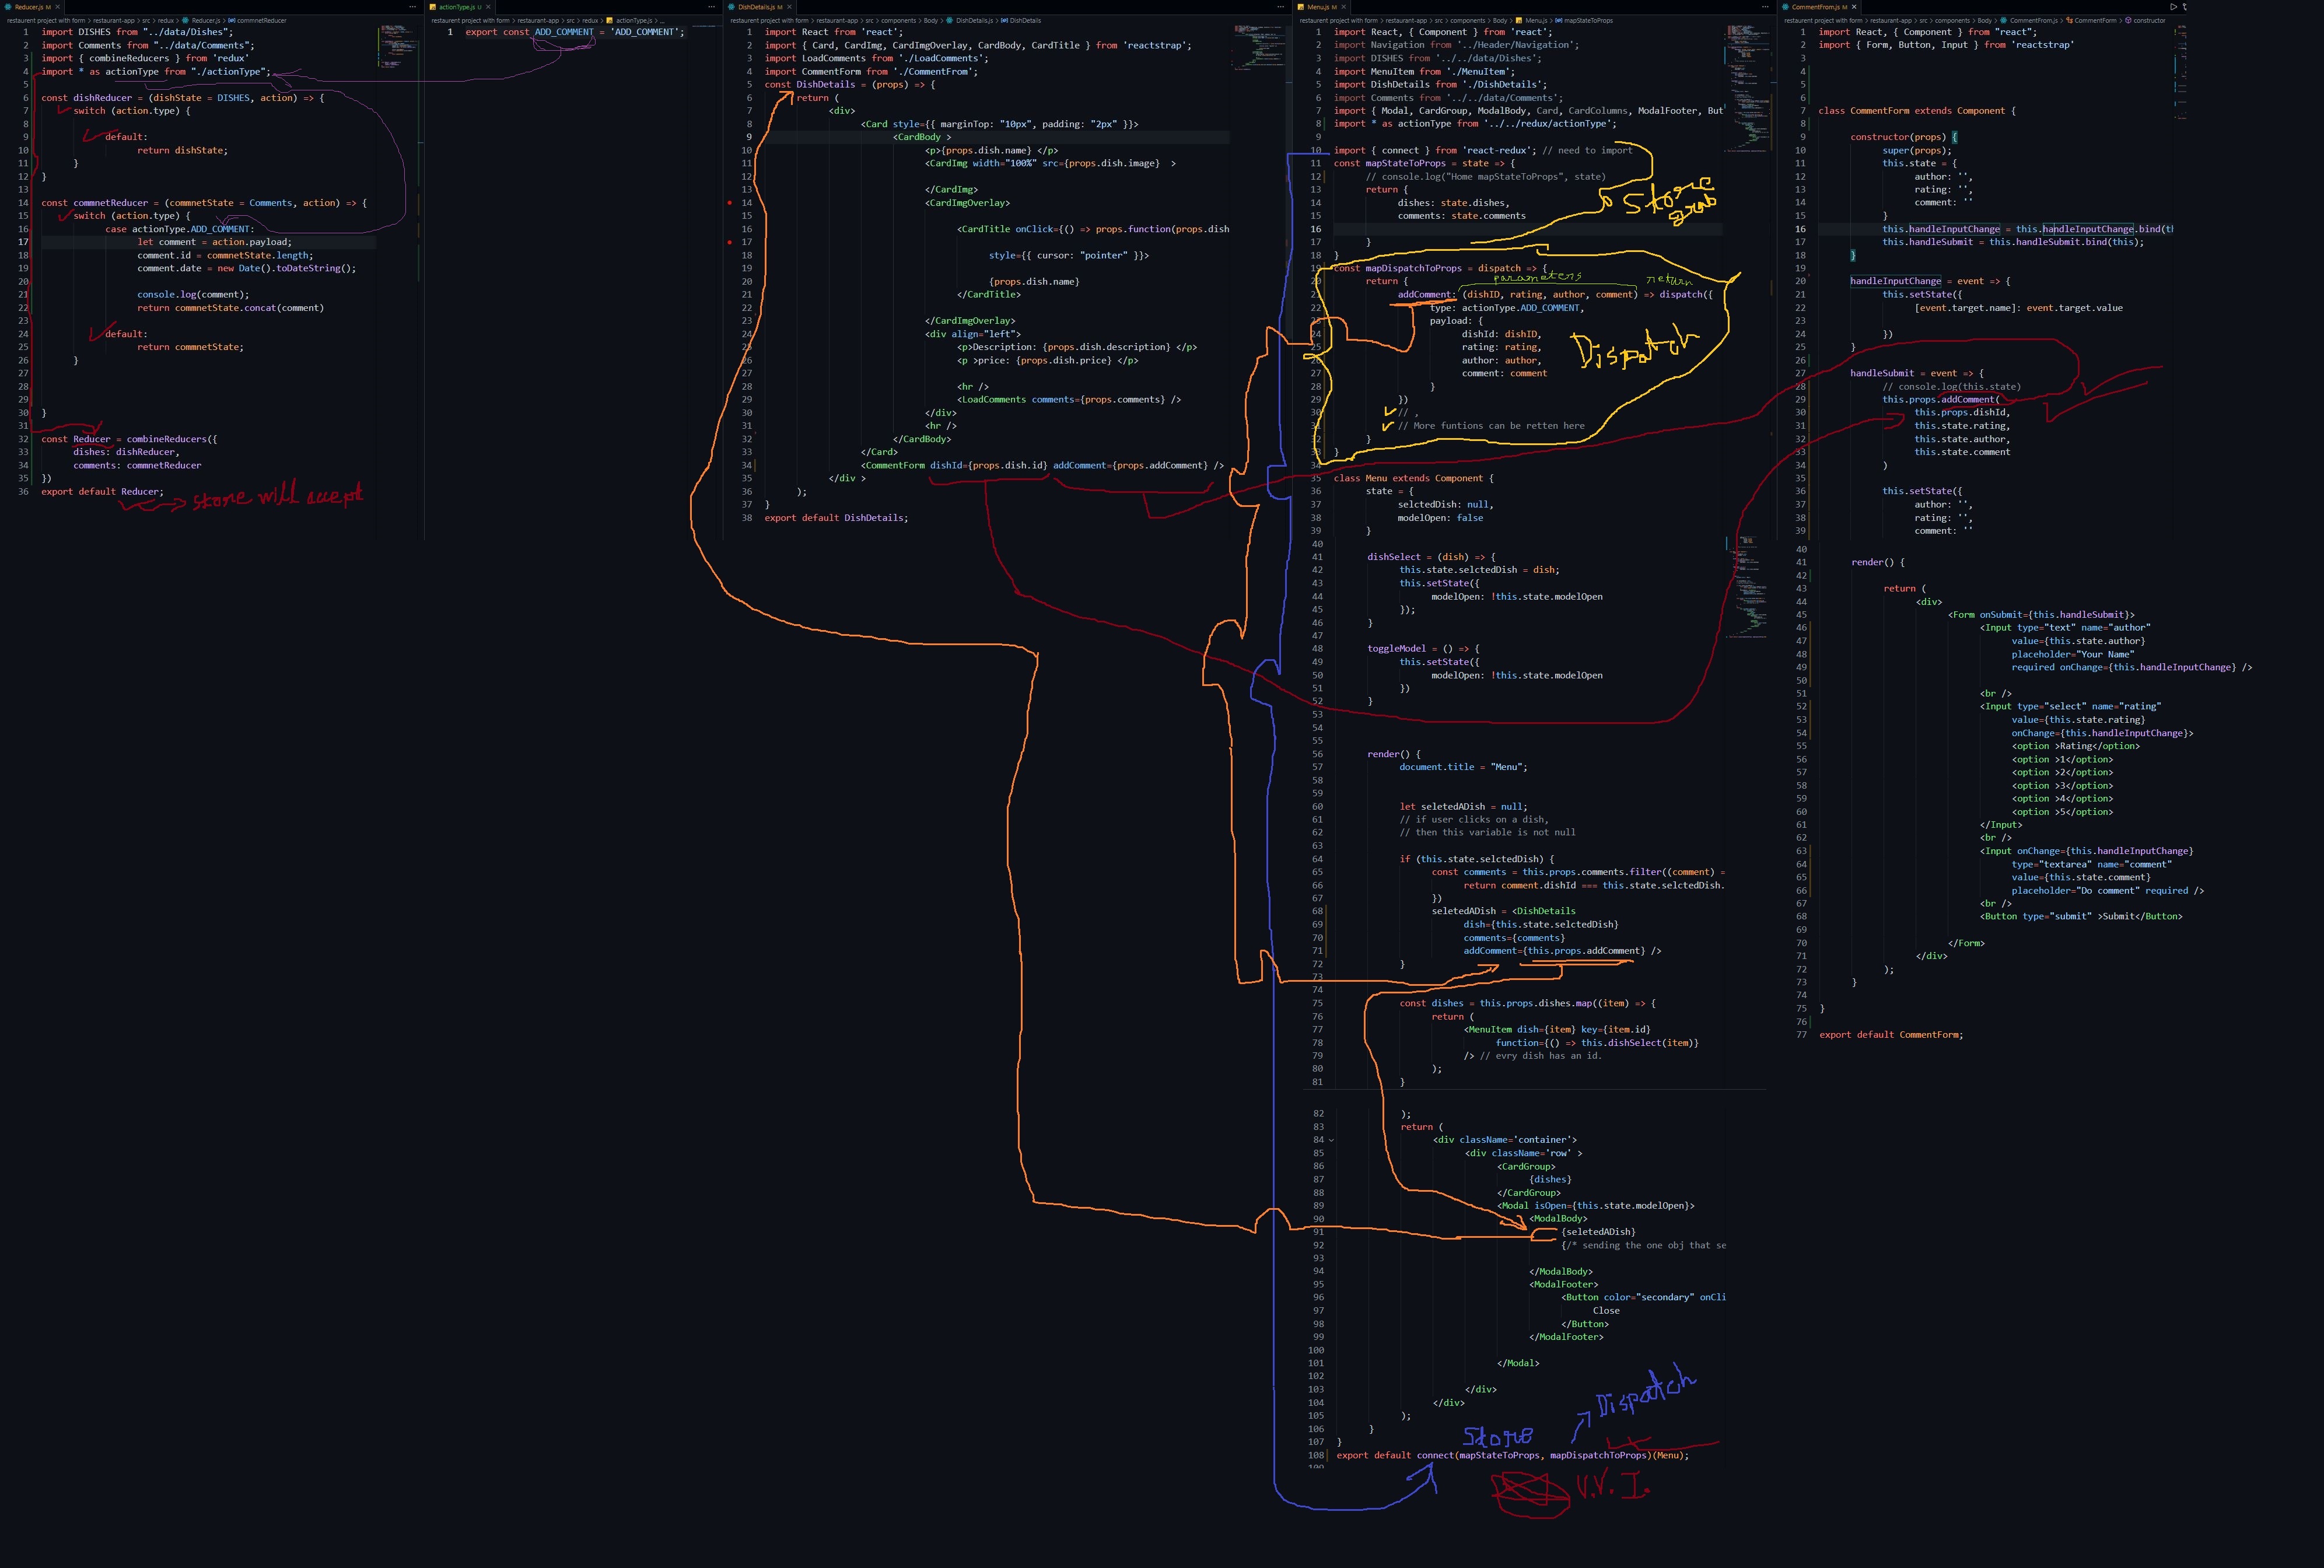 Reducer.js M
restaurent project with form > restaurant-app > src > redux > Reducer.js > commnetReducer
1 import DISHES from "../data/Dishes";
2 import Comments from "../data/Comments";
3 import { combineReducers } from 'redux'
4 import * as actionType from "./actionType";
5
6 const dishReducer = (dishState = DISHES, action) => {
7 switch (action.type) {
8
9 default:
10 return dishState;
11 }
12 }
13
14 const commnetReducer = (commnetState = Comments, action) => {
15 switch (action.type) {
16 case actionType.ADD_COMMENT:
17 let comment = action.payload;
18 comment.id = commnetState.length;
19 comment.date = new Date().toDateString();
20
21 console.log(comment);
22 return commnetState.concat(comment)
23
24 default:
25 return commnetState;
26 }
27
28
29
30 }
31
32 const Reducer = combineReducers({
33 dishes: dishReducer,
34 comments: commnetReducer
35 })
36 export default Reducer;
store will accept
actionType.js U
restaurent project with form > restaurant-app > src > redux > actionType.js > ...
1 export const ADD_COMMENT = 'ADD_COMMENT';
DishDetails.js M
restaurent project with form > restaurant-app > src > components > Body > DishDetails.js > DishDetails
1 import React from 'react';
2 import { Card, CardImg, CardImgOverlay, CardBody, CardTitle } from 'reactstrap';
3 import LoadComments from './LoadComments';
4 import CommentForm from './CommentFrom';
5 const DishDetails = (props) => {
6 return (
7 <div>
8 <Card style={{ marginTop: "10px", padding: "2px" }}>
9 <CardBody >
10 <p>{props.dish.name} </p>
11 <CardImg width="100%" src={props.dish.image} >
12
13 </CardImg>
14 <CardImgOverlay>
15
16
17 <CardTitle onClick={() => props.function(props.dish
18 style={{ cursor: "pointer" }}>
19
20 {props.dish.name}
21 </CardTitle>
22
23 </CardImgOverlay>
24 <div align="left">
25 <p>Description: {props.dish.description} </p>
26 <p >price: {props.dish.price} </p>
27
28 <hr />
29 <LoadComments comments={props.comments} />
30 </div>
31 <hr />
32 </CardBody>
33 </Card>
34 <CommentForm dishId={props.dish.id} addComment={props.addComment} />
35 </div >
36 );
37 }
38 export default DishDetails;
Menu.js M
restaurent project with form > restaurant-app > src > components > Body > Menu.js > mapStateToProps
1 import React, { Component } from 'react';
2 import Navigation from '../Header/Navigation';
3 import DISHES from '../../data/Dishes';
4 import MenuItem from './MenuItem';
5 import DishDetails from './DishDetails';
6 import Comments from '../../data/Comments';
7 import { Modal, CardGroup, ModalBody, Card, CardColumns, ModalFooter, But
8 import * as actionType from '../../redux/actionType';
9
10 import { connect } from 'react-redux'; // need to import
11 const mapStateToProps = state => {
12 // console.log("Home mapStateToProps", state)
13 return {
14 dishes: state.dishes,
15 comments: state.comments
16
17 }
18 }
Store
19 const mapDispatchToProps = dispatch => {
parameters return
20 return {
21 addComment: (dishID, rating, author, comment) => dispatch({
22 type: actionType.ADD_COMMENT,
23 payload: {
24 dishId: dishID,
25 rating: rating,
26 author: author,
27 comment: comment
28 }
29 })
30 // ,
31 // More funtions can be retten here
32 }
33 }
Dispatch
34
35 class Menu extends Component {
36 state = {
37 selctedDish: null,
38 modelOpen: false
39 }
40
41 dishSelect = (dish) => {
42 this.state.selctedDish = dish;
43 this.setState({
44 modelOpen: !this.state.modelOpen
45 });
46 }
47
48 toggleModel = () => {
49 this.setState({
50 modelOpen: !this.state.modelOpen
51 })
52 }
53
54
55
56 render() {
57 document.title = "Menu";
58
59
60 let seletedADish = null;
61 // if user clicks on a dish,
62 // then this variable is not null
63
64 if (this.state.selctedDish) {
65 const comments = this.props.comments.filter((comment) =
66 return comment.dishId === this.state.selctedDish.
67 })
68 seletedADish = <DishDetails
69 dish={this.state.selctedDish}
70 comments={comments}
71 addComment={this.props.addComment} />
72 }
73
74
75 const dishes = this.props.dishes.map((item) => {
76 return (
77 <MenuItem dish={item} key={item.id}
78 function={() => this.dishSelect(item)}
79 /> // evry dish has an id.
80 );
81 }
82 );
83 return (
84 <div className='container'>
85 <div className='row' >
86 <CardGroup>
87 {dishes}
88 </CardGroup>
89 <Modal isOpen={this.state.modelOpen}>
90 <ModalBody>
91 {seletedADish}
92 {/* sending the one obj that se
93
94 </ModalBody>
95 <ModalFooter>
96 <Button color="secondary" onCli
97 Close
98 </Button>
99 </ModalFooter>
100
101 </Modal>
102
103 </div>
104 </div>
105 );
106 }
107 }
Store Dispatch
108 export default connect(mapStateToProps, mapDispatchToProps)(Menu);
V.V.I.
CommentFrom.js M
restaurent project with form > restaurant-app > src > components > Body > CommentFrom.js > CommentForm > constructor
1 import React, { Component } from "react";
2 import { Form, Button, Input } from 'reactstrap'
3
4
5
6
7 class CommentForm extends Component {
8
9 constructor(props) {
10 super(props);
11 this.state = {
12 author: '',
13 rating: '',
14 comment: ''
15 }
16 this.handleInputChange = this.handleInputChange.bind(th
17 this.handleSubmit = this.handleSubmit.bind(this);
18 }
19
20 handleInputChange = event => {
21 this.setState({
22 [event.target.name]: event.target.value
23
24 })
25 }
26
27 handleSubmit = event => {
28 // console.log(this.state)
29 this.props.addComment(
30 this.props.dishId,
31 this.state.rating,
32 this.state.author,
33 this.state.comment
34 )
35
36 this.setState({
37 author: '',
38 rating: '',
39 comment: ''
40
41 render() {
42
43 return (
44 <div>
45 <Form onSubmit={this.handleSubmit}>
46 <Input type="text" name="author"
47 value={this.state.author}
48 placeholder="Your Name"
49 required onChange={this.handleInputChange} />
50
51 <br />
52 <Input type="select" name="rating"
53 value={this.state.rating}
54 onChange={this.handleInputChange}>
55 <option >Rating</option>
56 <option >1</option>
57 <option >2</option>
58 <option >3</option>
59 <option >4</option>
60 <option >5</option>
61 </Input>
62 <br />
63 <Input onChange={this.handleInputChange}
64 type="textarea" name="comment"
65 value={this.state.comment}
66 placeholder="Do comment" required />
67 <br />
68 <Button type="submit" >Submit</Button>
69
70 </Form>
71 </div>
72 );
73 }
74
75 }
76
77 export default CommentForm;